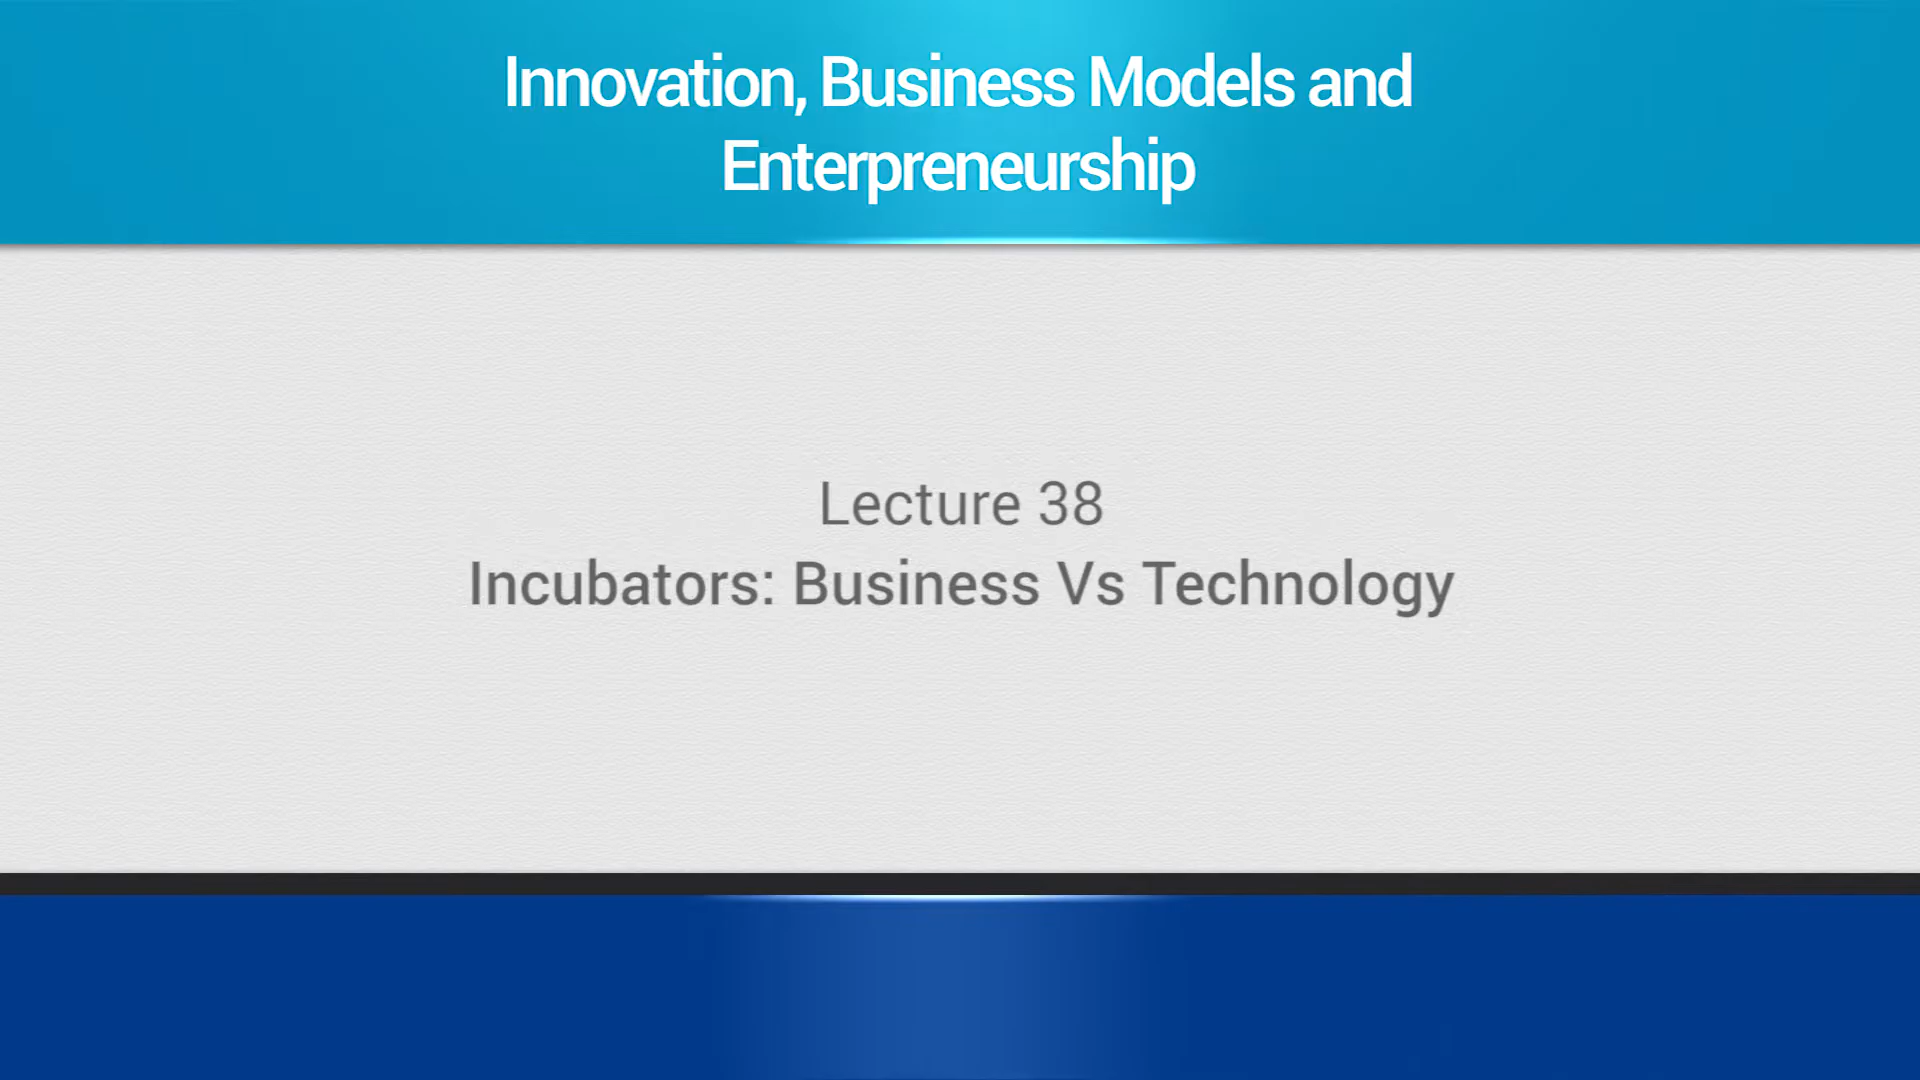 Innovation, Business Models and
Enterpreneurship
Lecture 38
Incubators: Business Vs Technology